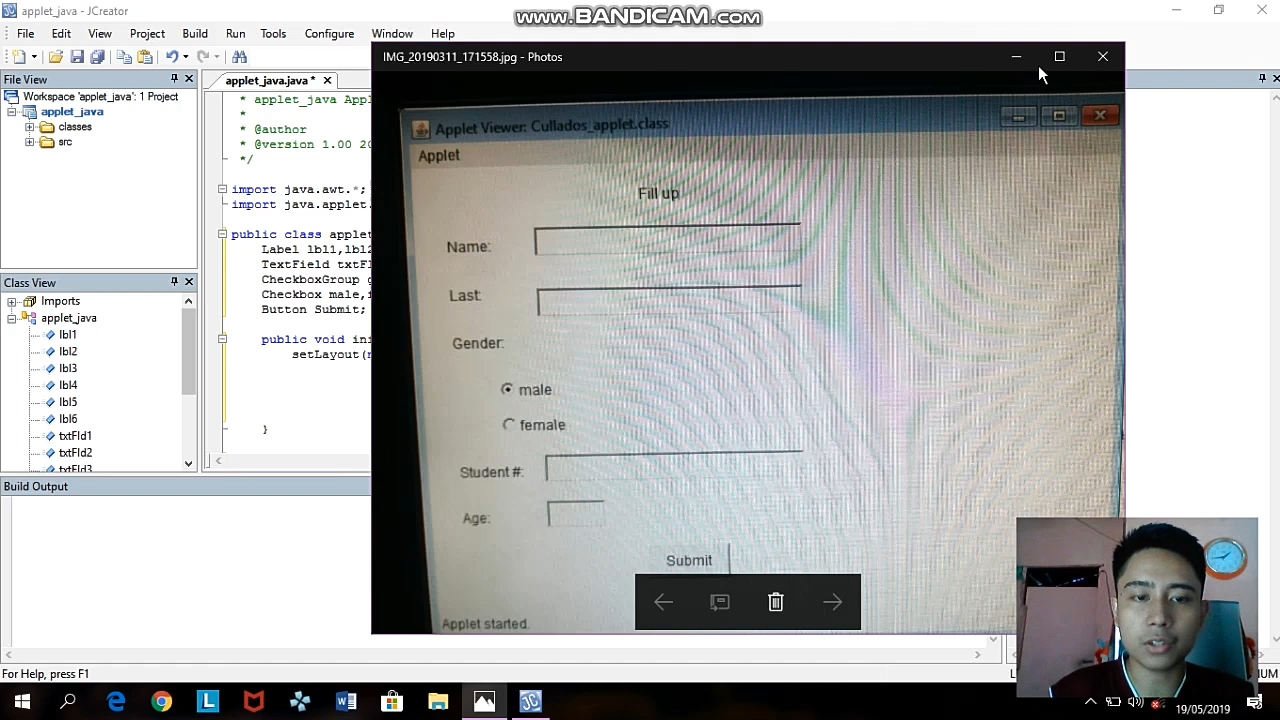 applet_java - JCreator
www.BANDICAM.com
File Edit View Project Build Run Tools Configure Window Help
IMG_20190311_171558.jpg - Photos
File View
applet_java.java *
Workspace 'applet_java': 1 Project
applet_java
classes
src
* applet_java
*
* @author
* @version 1.00
*/
import java.awt.*;
import java.applet.
public class applet
Label lbl1,lbl2
TextField txtFl
CheckboxGroup
Checkbox male,
Button Submit;
public void ini
setLayout(
}
Class View
Imports
applet_java
lbl1
lbl2
lbl3
lbl4
lbl5
lbl6
txtFld1
txtFld2
txtFld3
Applet Viewer: Cullados_applet.class
Applet
Fill up
Name:
Last:
Gender:
male
female
Student #:
Age:
Submit
Applet started.
Build Output
For Help, press F1
19/05/2019